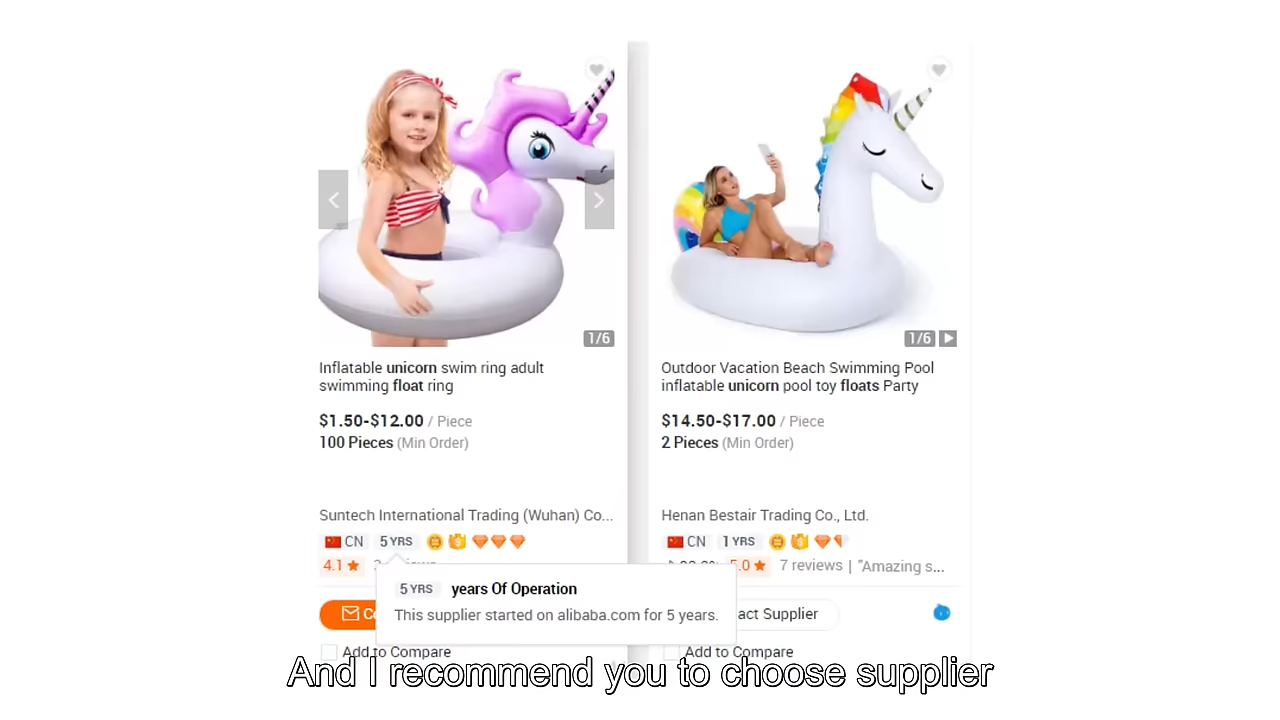 1/6
Inflatable unicorn swim ring adult
swimming float ring
$1.50-$12.00 / Piece
100 Pieces (Min Order)
Suntech International Trading (Wuhan) Co...
CN 5 YRS
4.1
1/6
Outdoor Vacation Beach Swimming Pool
inflatable unicorn pool toy floats Party
$14.50-$17.00 / Piece
2 Pieces (Min Order)
Henan Bestair Trading Co., Ltd.
CN 1 YRS
5.0 7 reviews | "Amazing s...
5 YRS years Of Operation
This supplier started on alibaba.com for 5 years.
Supplier
Add to Compare
Add to Compare
And I recommend you to choose supplier